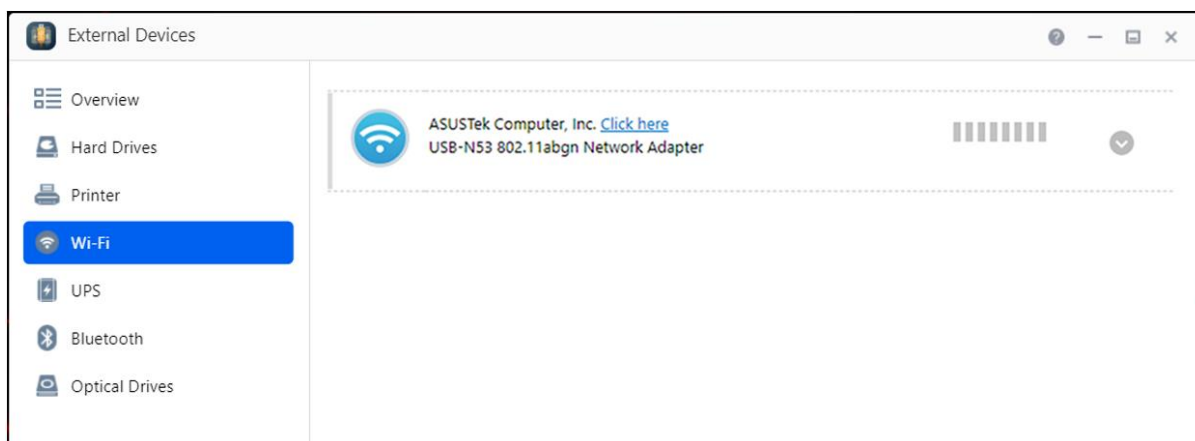 External Devices
Overview
Hard Drives
Printer
Wi-Fi
UPS
Bluetooth
Optical Drives
ASUSTek Computer, Inc. Click here
USB-N53 802.11abgn Network Adapter